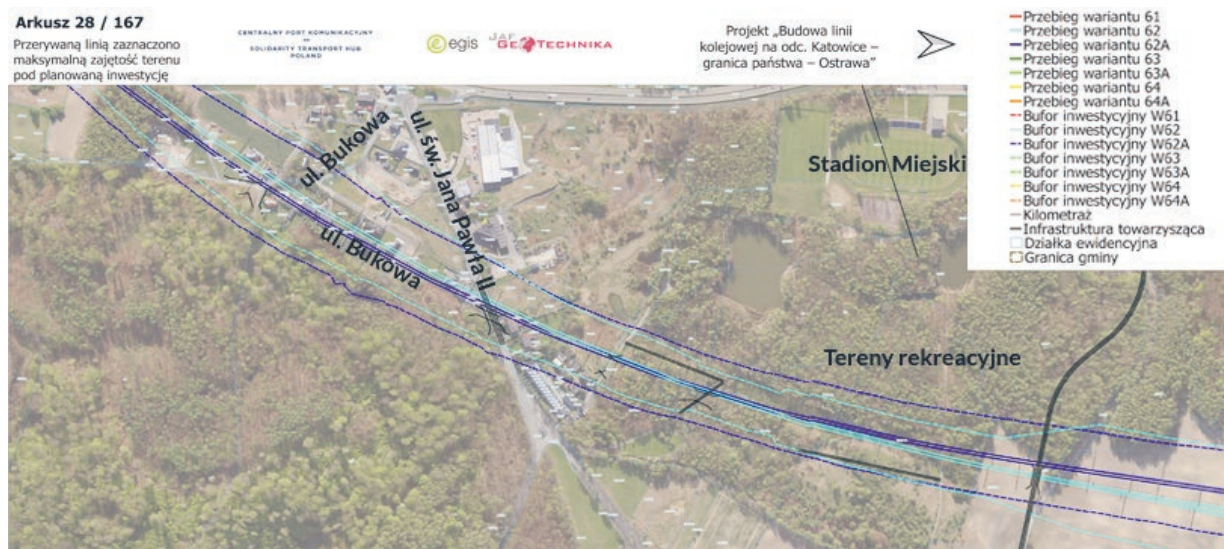 Arkusz 28 / 167
Przerywaną linią zaznaczono
maksymalną zajętość terenu
pod planowaną inwestycję
CENTRALNY PORT KOMUNIKACYJNY
SOLIDARITY TRANSPORT HUB
POLAND
egis
JAF
GEOTECHNIKA
Projekt „Budowa linii
kolejowej na odc. Katowice –
granica państwa – Ostrawa”
Przebieg wariantu 61
Przebieg wariantu 62
Przebieg wariantu 62A
Przebieg wariantu 63
Przebieg wariantu 63A
Przebieg wariantu 64
Przebieg wariantu 64A
Bufor inwestycyjny W61
Bufor inwestycyjny W62
Bufor inwestycyjny W62A
Bufor inwestycyjny W63
Bufor inwestycyjny W63A
Bufor inwestycyjny W64
Bufor inwestycyjny W64A
Kilometraż
Infrastruktura towarzysząca
Działka ewidencyjna
Granica gminy
ul. Bukowa
ul. św. Jana Pawła II
Stadion Miejski
ul. Bukowa
Tereny rekreacyjne